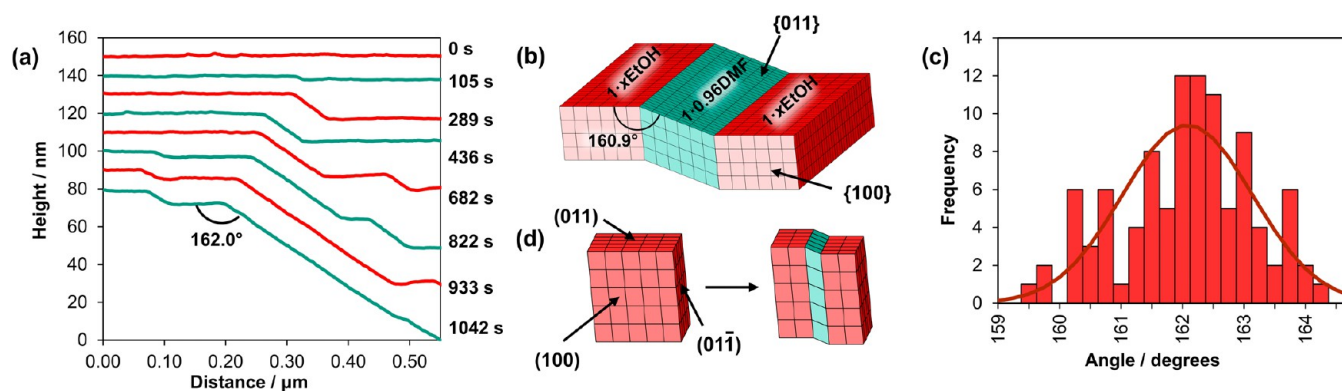 (a)
Height / nm
160
140
120
100
80
60
40
20
0
0.00 0.10 0.20 0.30 0.40 0.50
Distance / µm
162.0°
0 s
105 s
289 s
436 s
682 s
822 s
933 s
1042 s
(b)
{011}
1·xEtOH
1·0.96DMF
1·xEtOH
160.9°
{100}
(c)
Frequency
14
12
10
8
6
4
2
0
159 160 161 162 163 164
Angle / degrees
(d)
(011)
(100)
(011̄)